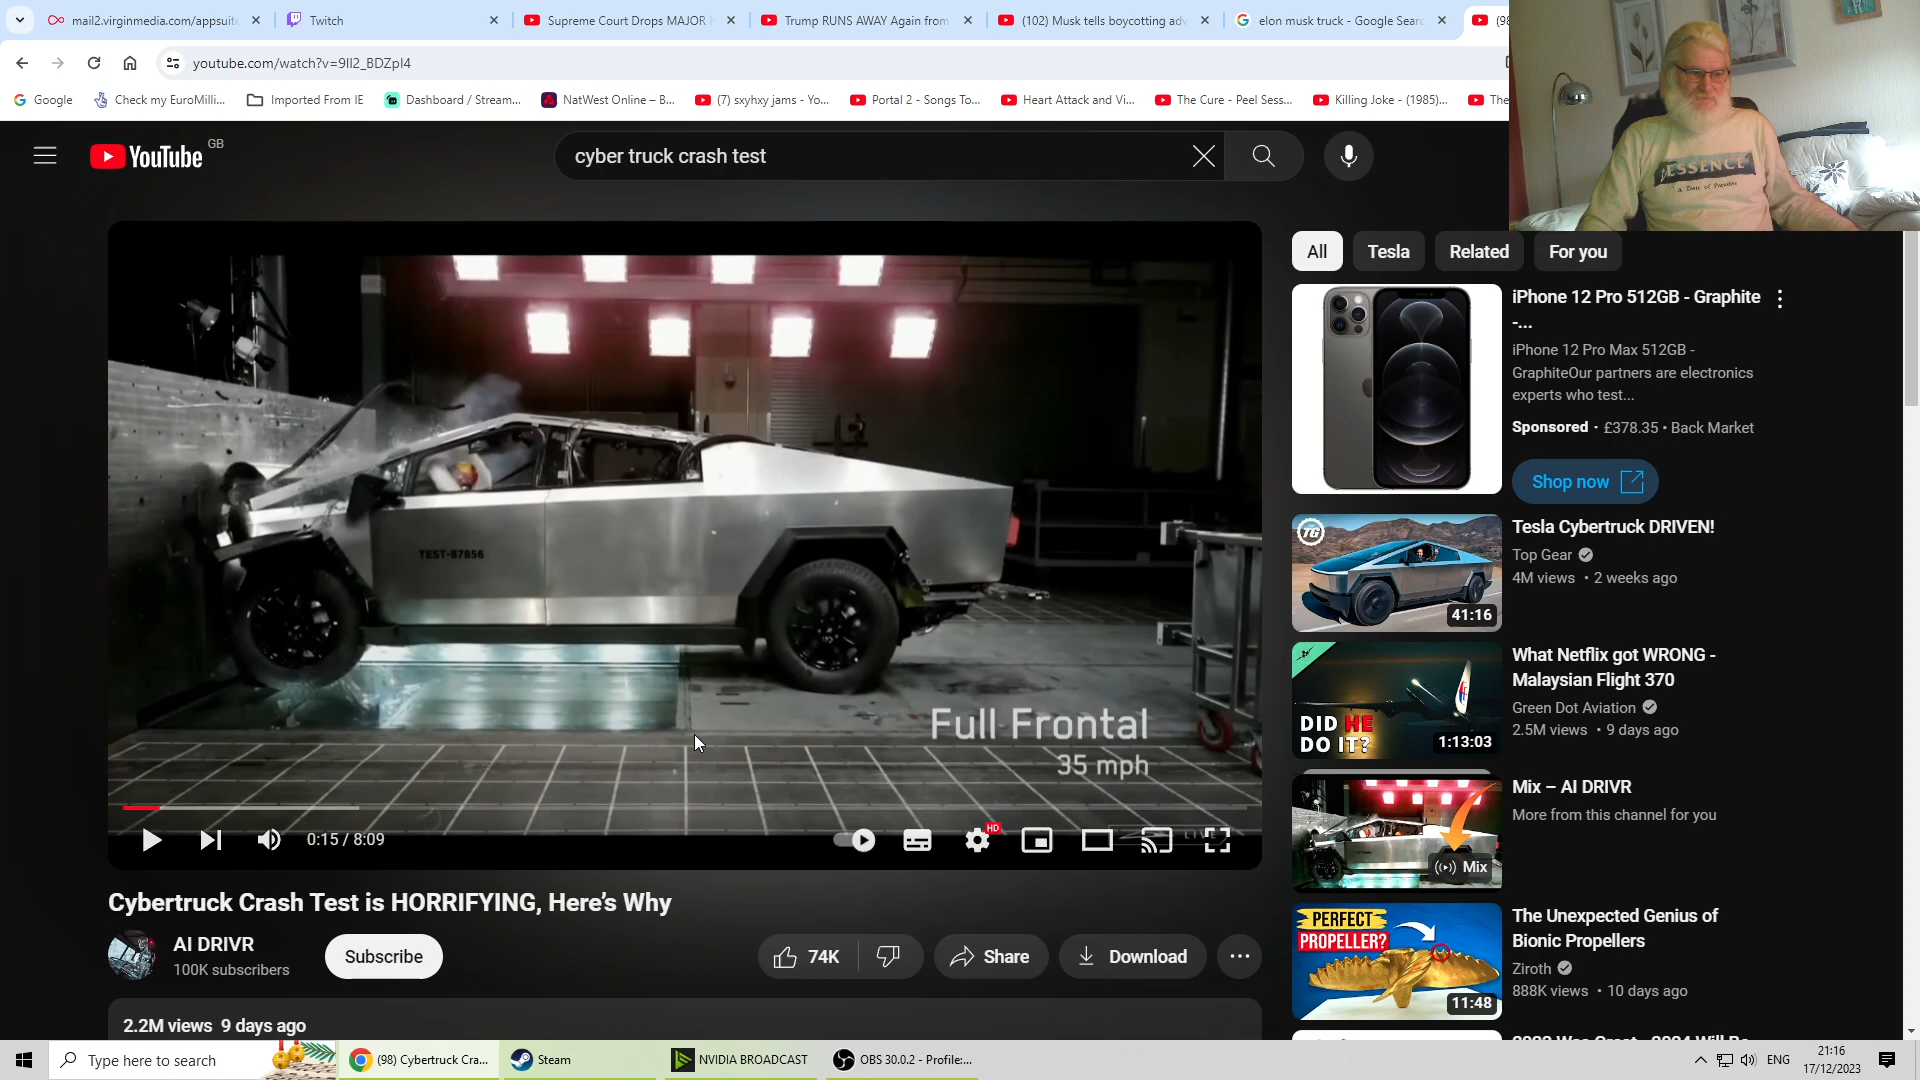 mail2.virginmedia.com/appsuite
Twitch
Supreme Court Drops MAJOR
Trump RUNS AWAY Again from
(102) Musk tells boycotting adv
elon musk truck - Google Searc
youtube.com/watch?v=9Il2_BDZpI4
Google
Check my EuroMilli...
Imported From IE
Dashboard / Stream...
NatWest Online – B...
(7) sxyhxy jams - Yo...
Portal 2 - Songs To...
Heart Attack and Vi...
The Cure - Peel Sess...
Killing Joke - (1985)...
The
YouTube GB
cyber truck crash test
ESSENCE
All
Tesla
Related
For you
iPhone 12 Pro 512GB - Graphite
-...
iPhone 12 Pro Max 512GB -
GraphiteOur partners are electronics
experts who test...
Sponsored • £378.35 • Back Market
Shop now
TEST-87856
Full Frontal
35 mph
0:15 / 8:09
HD
TG
41:16
Tesla Cybertruck DRIVEN!
Top Gear
4M views • 2 weeks ago
DID HE
DO IT?
1:13:03
What Netflix got WRONG -
Malaysian Flight 370
Green Dot Aviation
2.5M views • 9 days ago
Mix
Mix – AI DRIVR
More from this channel for you
PERFECT
PROPELLER?
11:48
The Unexpected Genius of
Bionic Propellers
Ziroth
888K views • 10 days ago
Cybertruck Crash Test is HORRIFYING, Here's Why
AI DRIVR
100K subscribers
Subscribe
74K
Share
Download
2.2M views 9 days ago
Type here to search
(98) Cybertruck Cra...
Steam
NVIDIA BROADCAST
OBS 30.0.2 - Profile:...
ENG
21:16
17/12/2023